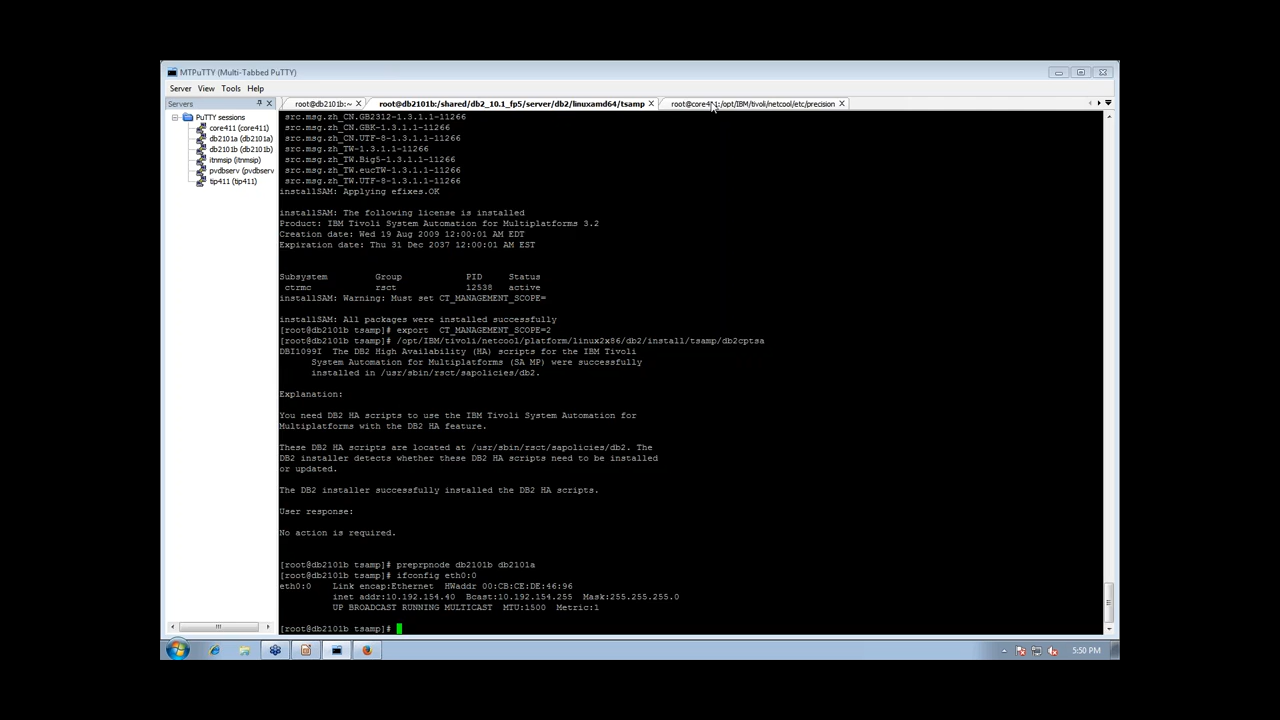 MTPuTTY (Multi-Tabbed PuTTY)
Server View Tools Help
Servers
root@db2101b:~
root@db2101b:/shared/db2_10.1_fp5/server/db2/linuxamd64/tsamp
root@core411:/opt/IBM/tivoli/netcool/etc/precision
PuTTY sessions
core411 (core411)
db2101a (db2101a)
db2101b (db2101b)
itnmsip (itnmsip)
pvdbserv (pvdbserv
tip411 (tip411)
src.msg.zh_CN.GB2312-1.3.1.1-11266
src.msg.zh_CN.GBK-1.3.1.1-11266
src.msg.zh_CN.UTF-8-1.3.1.1-11266
src.msg.zh_TW-1.3.1.1-11266
src.msg.zh_TW.Big5-1.3.1.1-11266
src.msg.zh_TW.eucTW-1.3.1.1-11266
src.msg.zh_TW.UTF-8-1.3.1.1-11266
installSAM: Applying efixes.OK
installSAM: The following license is installed
Product: IBM Tivoli System Automation for Multiplatforms 3.2
Creation date: Wed 19 Aug 2009 12:00:01 AM EDT
Expiration date: Thu 31 Dec 2037 12:00:01 AM EST
Subsystem Group PID Status
ctrmc rsct 12538 active
installSAM: Warning: Must set CT_MANAGEMENT_SCOPE=
installSAM: All packages were installed successfully
[root@db2101b tsamp]# export CT_MANAGEMENT_SCOPE=2
[root@db2101b tsamp]# /opt/IBM/tivoli/netcool/platform/linux2x86/db2/install/tsamp/db2cptsa
DBI1099I The DB2 High Availability (HA) scripts for the IBM Tivoli
System Automation for Multiplatforms (SA MP) were successfully
installed in /usr/sbin/rsct/sapolicies/db2.
Explanation:
You need DB2 HA scripts to use the IBM Tivoli System Automation for
Multiplatforms with the DB2 HA feature.
These DB2 HA scripts are located at /usr/sbin/rsct/sapolicies/db2. The
DB2 installer detects whether these DB2 HA scripts need to be installed
or updated.
The DB2 installer successfully installed the DB2 HA scripts.
User response:
No action is required.
[root@db2101b tsamp]# preprpnode db2101b db2101a
[root@db2101b tsamp]# ifconfig eth0:0
eth0:0 Link encap:Ethernet HWaddr 00:CB:CE:DE:46:96
inet addr:10.192.154.40 Bcast:10.192.154.255 Mask:255.255.255.0
UP BROADCAST RUNNING MULTICAST MTU:1500 Metric:1
[root@db2101b tsamp]#
5:50 PM